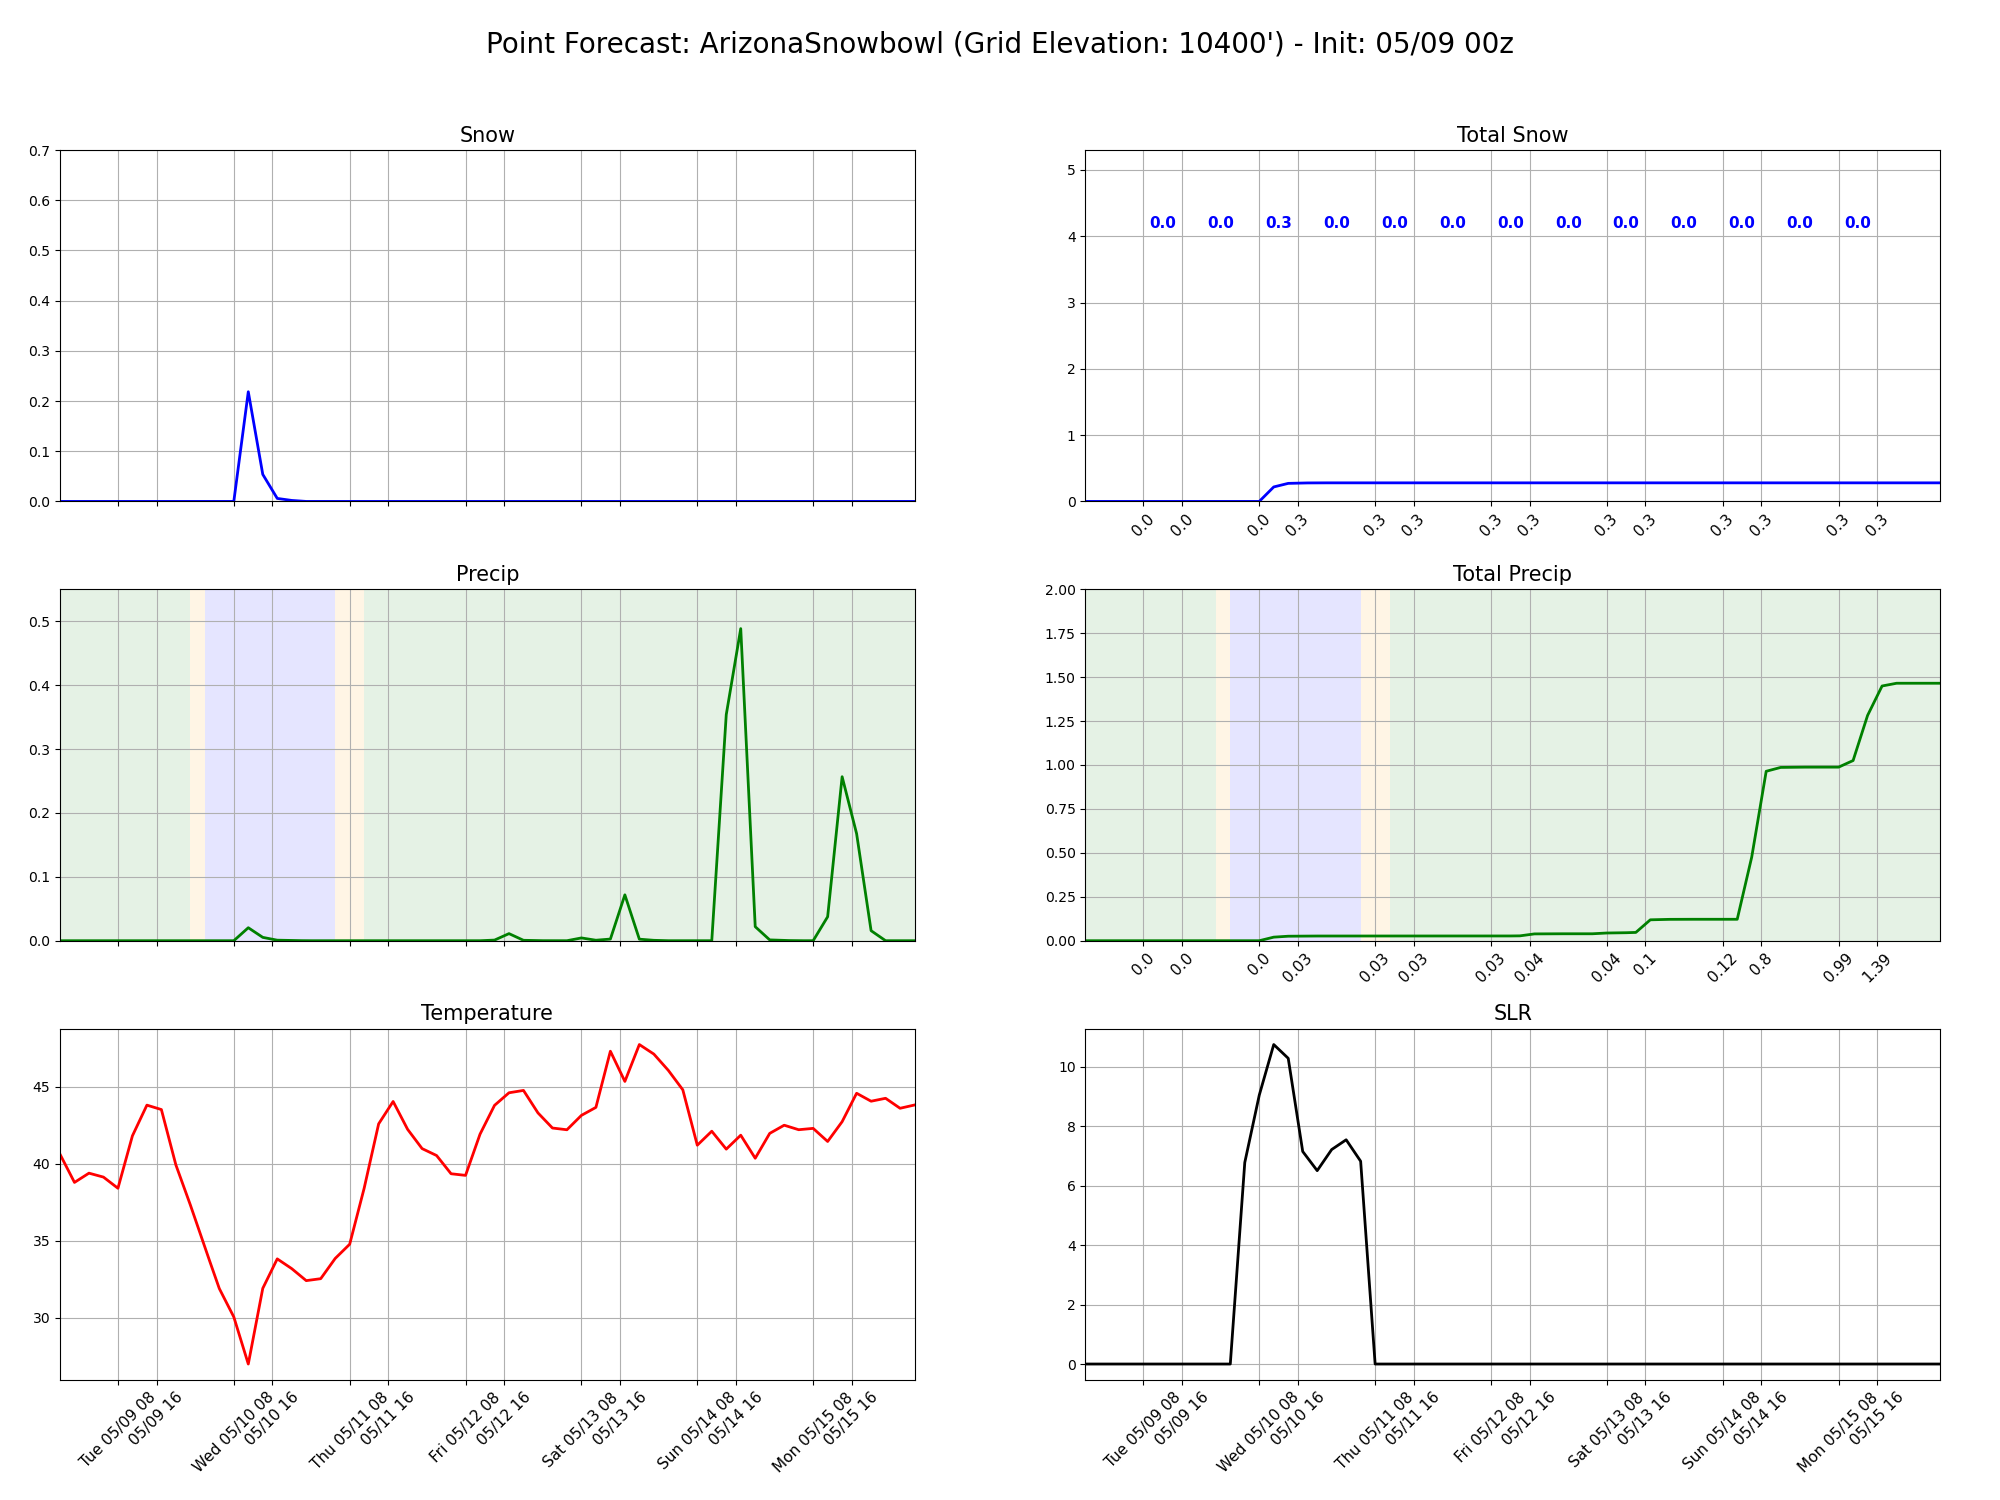 Point Forecast: ArizonaSnowbowl (Grid Elevation: 10400') - Init: 05/09 00z
Snow
0.7
0.6
0.5
0.4
0.3
0.2
0.1
0.0
Total Snow
5
4
3
2
1
0
0.0 0.0 0.3 0.0 0.0 0.0 0.0 0.0 0.0 0.0 0.0 0.0 0.0
0.0 0.0 0.0 0.3 0.3 0.3 0.3 0.3 0.3 0.3 0.3 0.3 0.3 0.3
Precip
0.5
0.4
0.3
0.2
0.1
0.0
Total Precip
2.00
1.75
1.50
1.25
1.00
0.75
0.50
0.25
0.00
0.0 0.0 0.0 0.03 0.03 0.03 0.03 0.04 0.04 0.1 0.12 0.8 0.99 1.39
Temperature
45
40
35
30
Tue 05/09 08
05/09 16
Wed 05/10 08
05/10 16
Thu 05/11 08
05/11 16
Fri 05/12 08
05/12 16
Sat 05/13 08
05/13 16
Sun 05/14 08
05/14 16
Mon 05/15 08
05/15 16
SLR
10
8
6
4
2
0
Tue 05/09 08
05/09 16
Wed 05/10 08
05/10 16
Thu 05/11 08
05/11 16
Fri 05/12 08
05/12 16
Sat 05/13 08
05/13 16
Sun 05/14 08
05/14 16
Mon 05/15 08
05/15 16